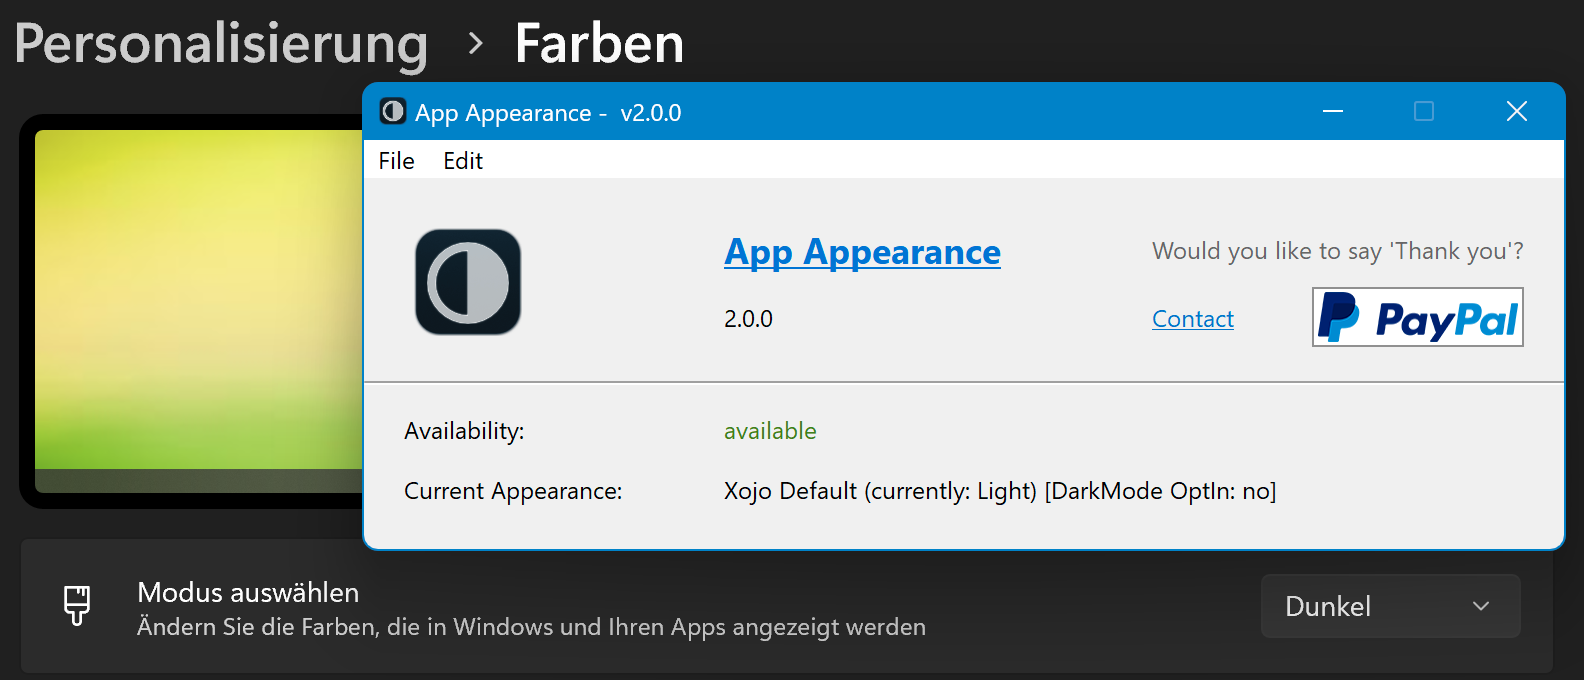 Personalisierung > Farben
App Appearance - v2.0.0
File Edit
App Appearance
Would you like to say 'Thank you'?
2.0.0
Contact
PayPal
Availability: available
Current Appearance: Xojo Default (currently: Light) [DarkMode OptIn: no]
Modus auswählen
Ändern Sie die Farben, die in Windows und Ihren Apps angezeigt werden
Dunkel